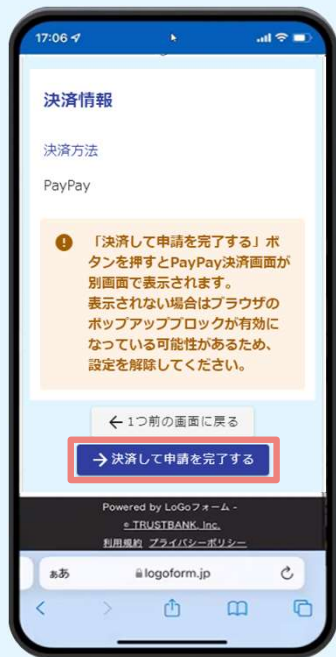 17:06
決済情報
決済方法
PayPay
「決済して申請を完了する」ボ
タンを押すとPayPay決済画面が
別画面で表示されます。
表示されない場合はブラウザの
ポップアップブロックが有効に
なっている可能性があるため、
設定を解除してください。
← 1つ前の画面に戻る
→ 決済して申請を完了する
Powered by LoGoフォーム -
© TRUSTBANK, Inc.
利用規約 プライバシーポリシー
ぁあ logoform.jp